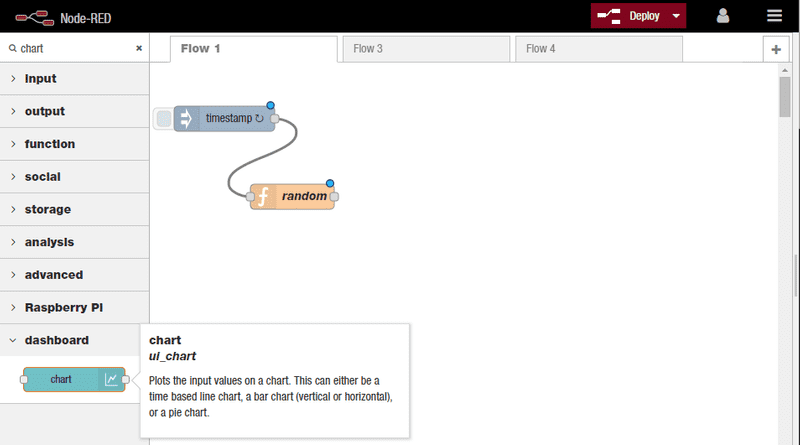 Node-RED
Deploy
chart
Flow 1
Flow 3
Flow 4
input
output
function
social
storage
analysis
advanced
Raspberry PI
dashboard
chart
timestamp ↻
random
chart
ui_chart
Plots the input values on a chart. This can either be a
time based line chart, a bar chart (vertical or horizontal),
or a pie chart.